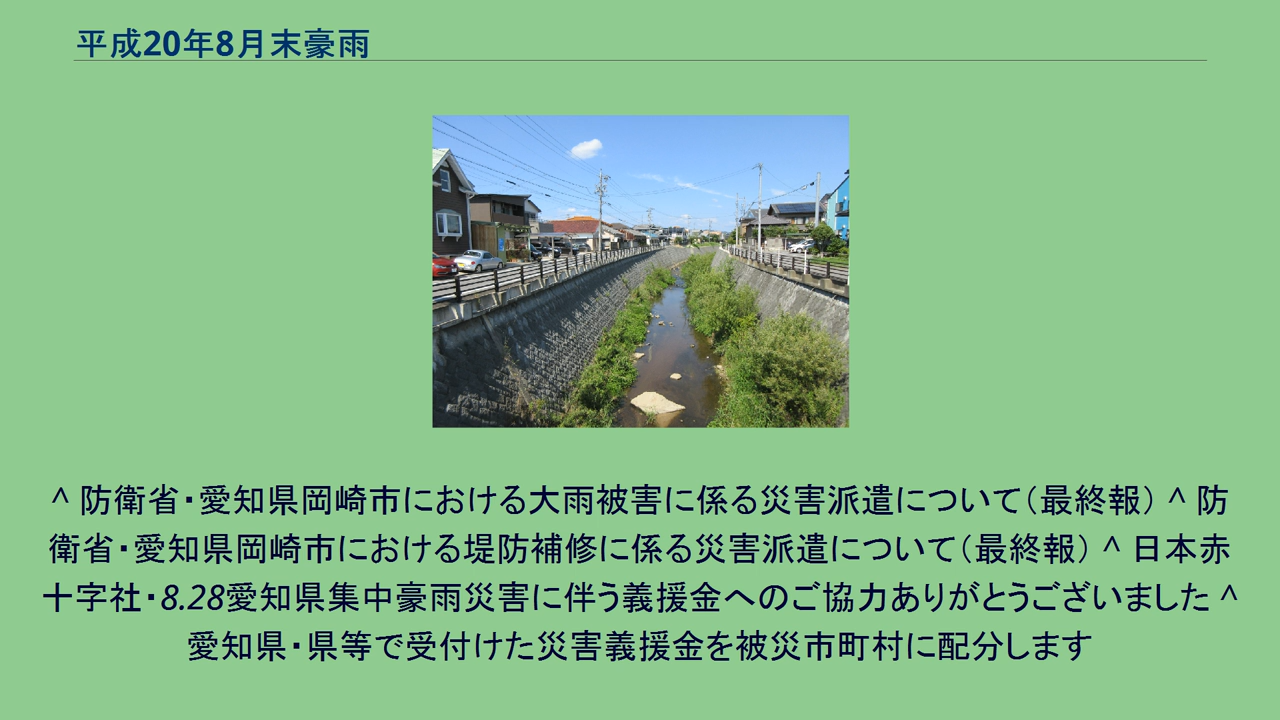 平成20年8月末豪雨
^ 防衛省・愛知県岡崎市における大雨被害に係る災害派遣について（最終報） ^ 防
衛省・愛知県岡崎市における堤防補修に係る災害派遣について（最終報） ^ 日本赤
十字社・8.28愛知県集中豪雨災害に伴う義援金へのご協力ありがとうございました ^
愛知県・県等で受付けた災害義援金を被災市町村に配分します